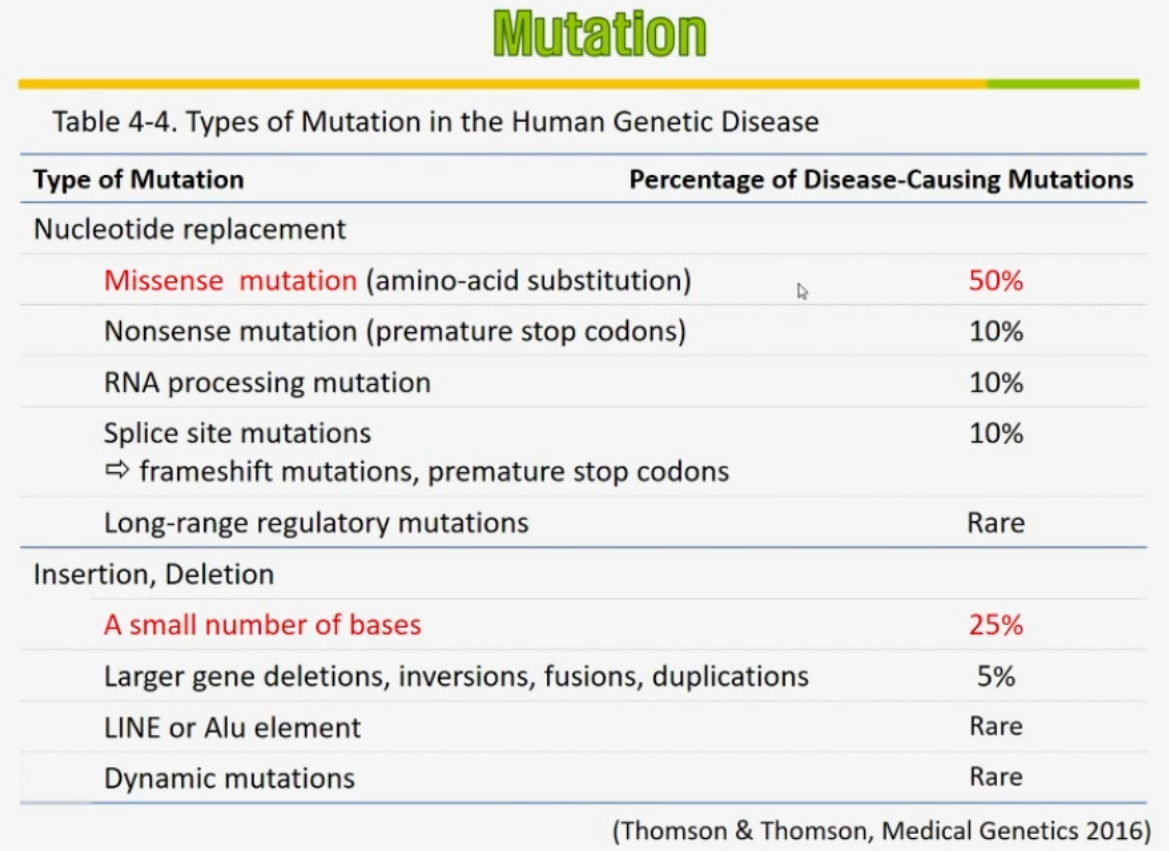 Mutation
Table 4-4. Types of Mutation in the Human Genetic Disease
Type of Mutation Percentage of Disease-Causing Mutations
Nucleotide replacement
Missense mutation (amino-acid substitution) 50%
Nonsense mutation (premature stop codons) 10%
RNA processing mutation 10%
Splice site mutations 10%
⇨ frameshift mutations, premature stop codons
Long-range regulatory mutations Rare
Insertion, Deletion
A small number of bases 25%
Larger gene deletions, inversions, fusions, duplications 5%
LINE or Alu element Rare
Dynamic mutations Rare
(Thomson & Thomson, Medical Genetics 2016)